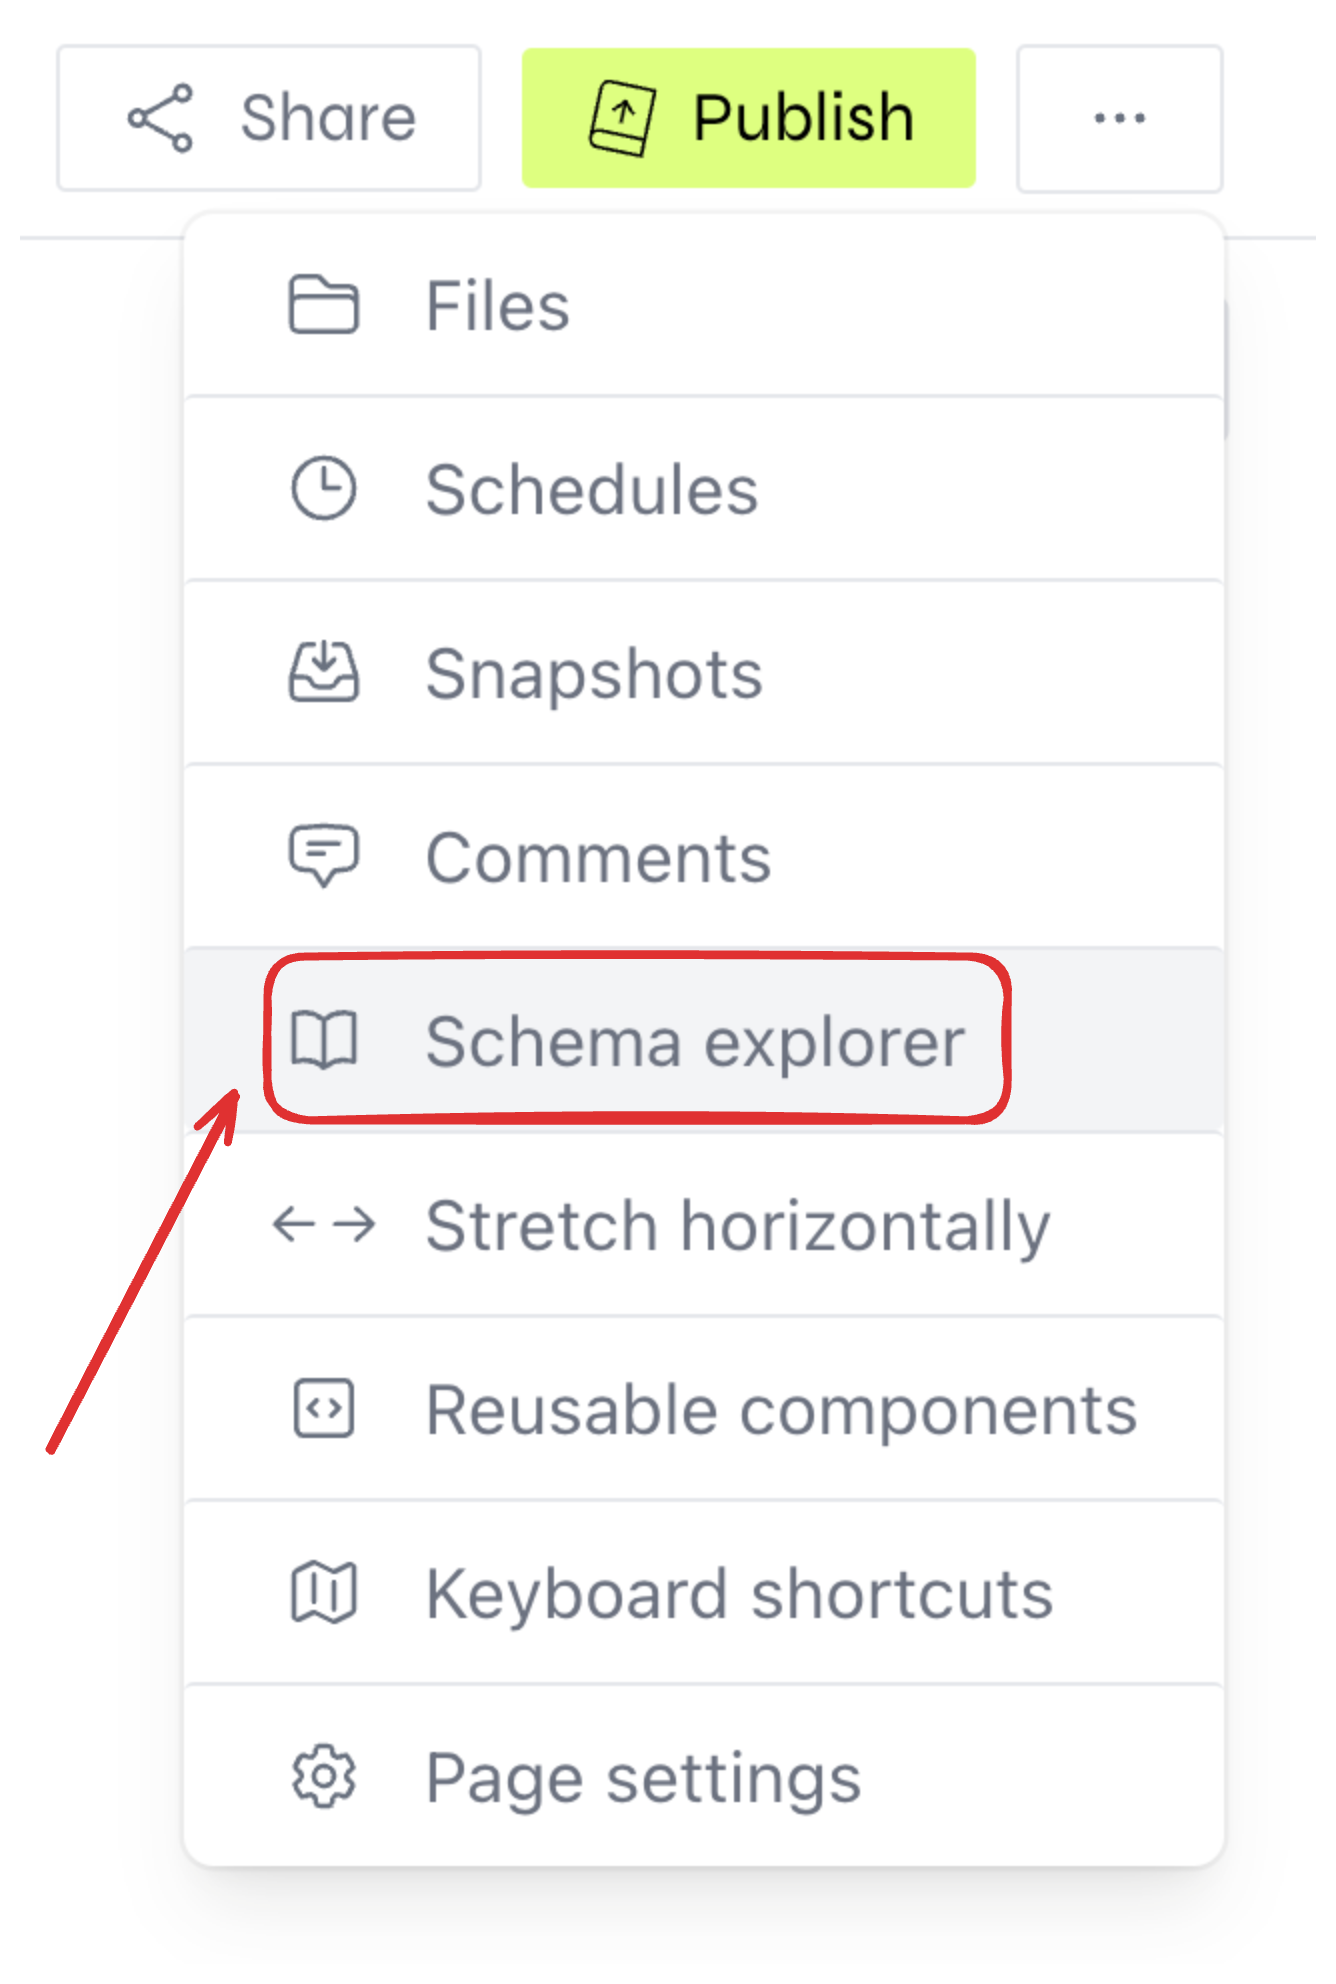 Share
Publish
...
Files
Schedules
Snapshots
Comments
Schema explorer
Stretch horizontally
Reusable components
Keyboard shortcuts
Page settings